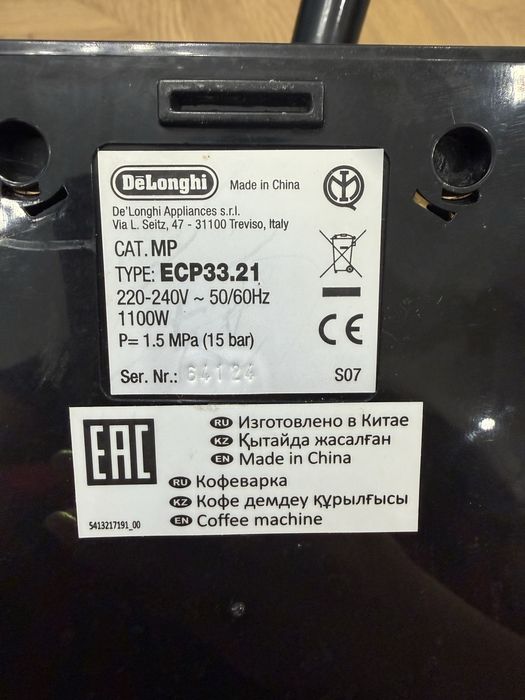 DeLonghi Made in China
De'Longhi Appliances s.r.l.
Via L. Seitz, 47 - 31100 Treviso, Italy
CAT. MP
TYPE: ECP33.21
220-240V ~ 50/60Hz
1100W
P= 1.5 MPa (15 bar)
Ser. Nr.: 64124 S07
CE
EAC
RU Изготовлено в Китае
KZ Қытайда жасалған
EN Made in China
RU Кофеварка
KZ Кофе демдеу құрылғысы
EN Coffee machine
5413217191_00